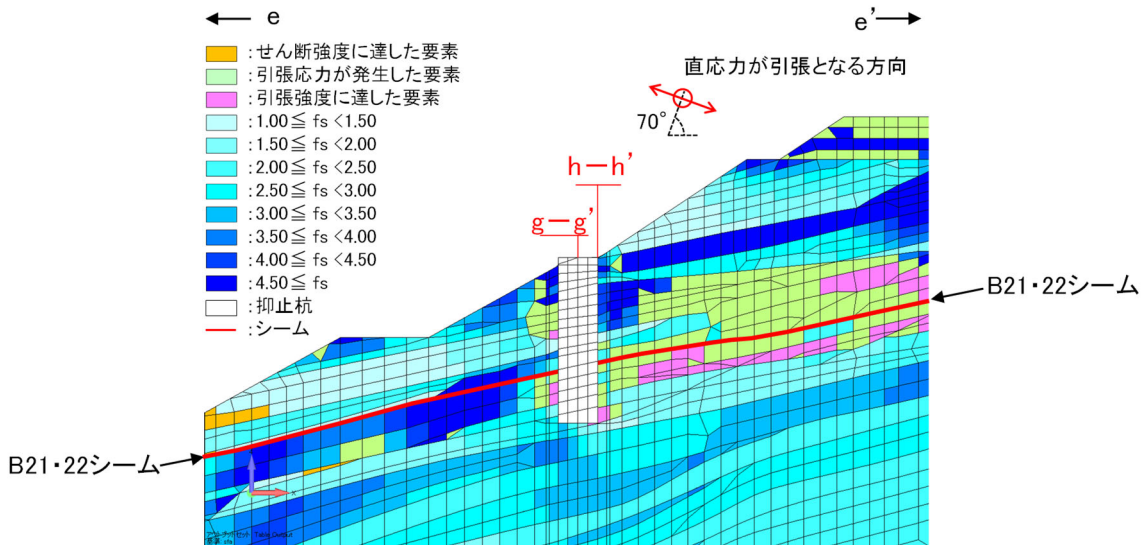 e
e’
:せん断強度に達した要素
:引張応力が発生した要素
:引張強度に達した要素
:1.00≦ fs <1.50
:1.50≦ fs <2.00
:2.00≦ fs <2.50
:2.50≦ fs <3.00
:3.00≦ fs <3.50
:3.50≦ fs <4.00
:4.00≦ fs <4.50
:4.50≦ fs
:抑止杭
:シーム
直応力が引張となる方向
70°
h-h’
g-g’
B21・22シーム
B21・22シーム
x